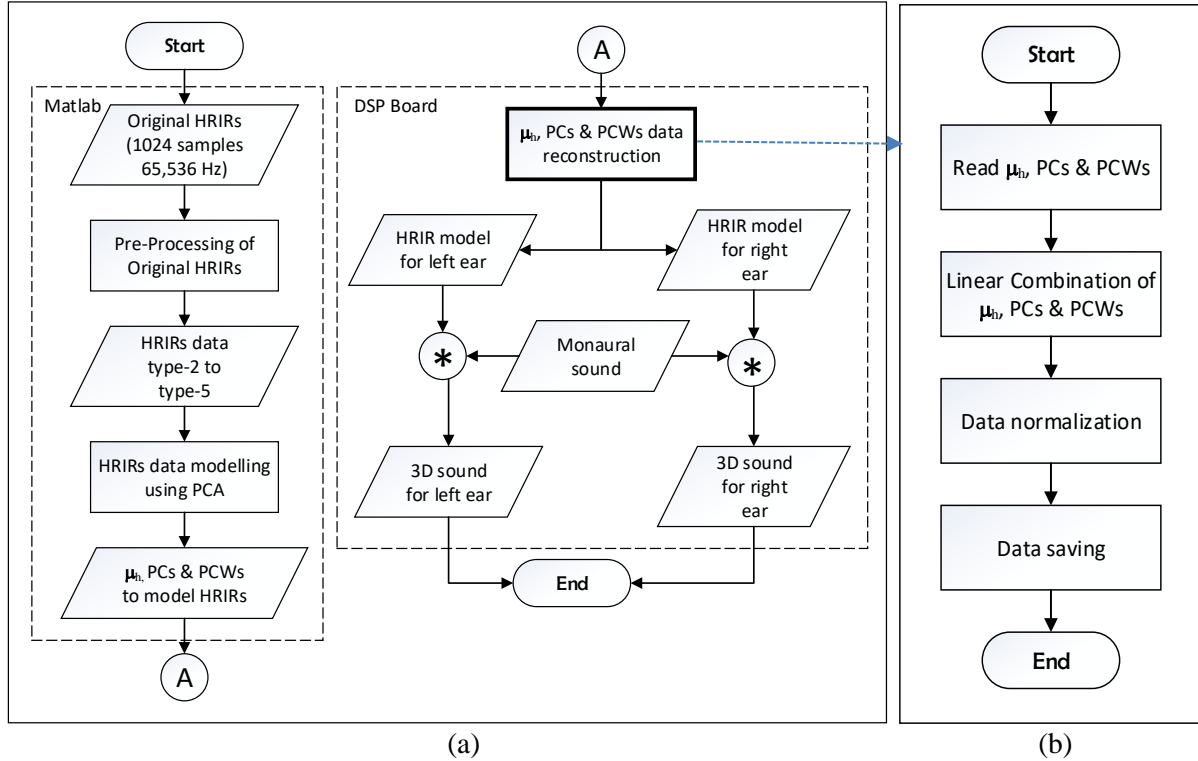 Start
Matlab
Original HRIRs
(1024 samples
65,536 Hz)
Pre-Processing of
Original HRIRs
HRIRs data
type-2 to
type-5
HRIRs data modelling
using PCA
μh, PCs & PCWs
to model HRIRs
A
A
DSP Board
μh, PCs & PCWs data
reconstruction
HRIR model
for left ear
HRIR model
for right
ear
*
Monaural
sound
*
3D sound
for left ear
3D sound
for right
ear
End
(a)
Start
Read μh, PCs & PCWs
Linear Combination of
μh, PCs & PCWs
Data normalization
Data saving
End
(b)